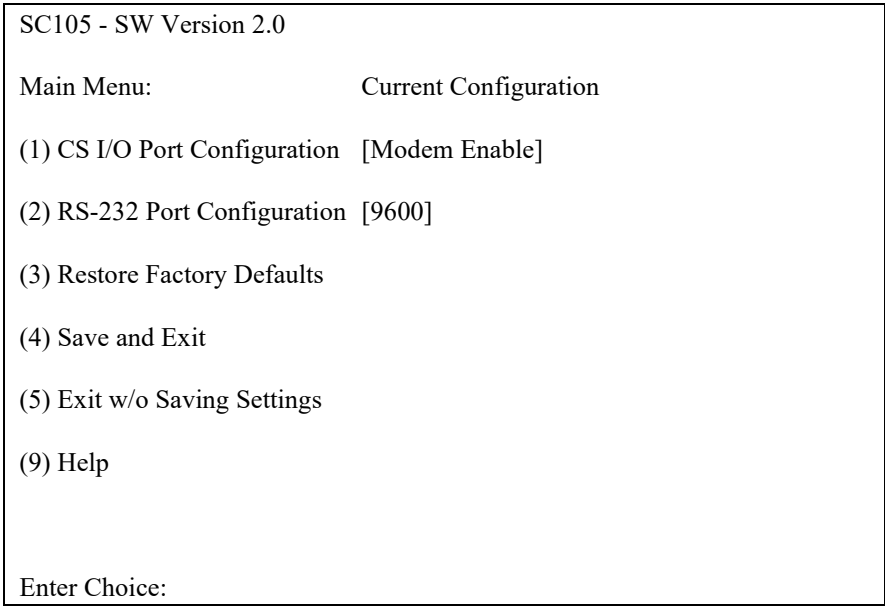 SC105 - SW Version 2.0
Main Menu: Current Configuration
(1) CS I/O Port Configuration [Modem Enable]
(2) RS-232 Port Configuration [9600]
(3) Restore Factory Defaults
(4) Save and Exit
(5) Exit w/o Saving Settings
(9) Help
Enter Choice: